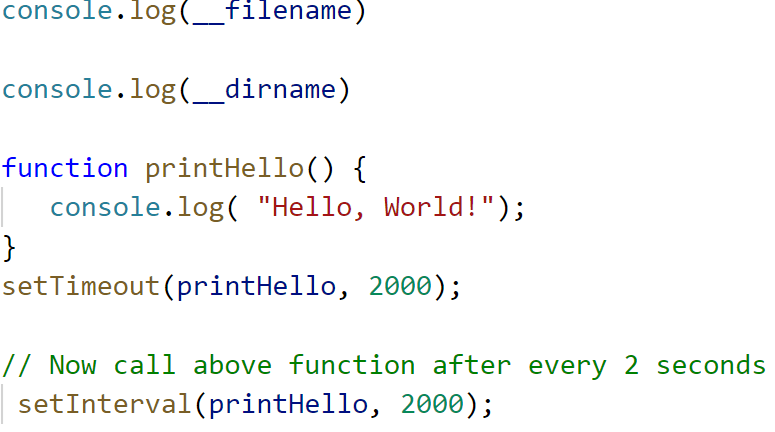 console.log(__filename)
console.log(__dirname)
function printHello() {
console.log( "Hello, World!");
}
setTimeout(printHello, 2000);
// Now call above function after every 2 seconds
setInterval(printHello, 2000);